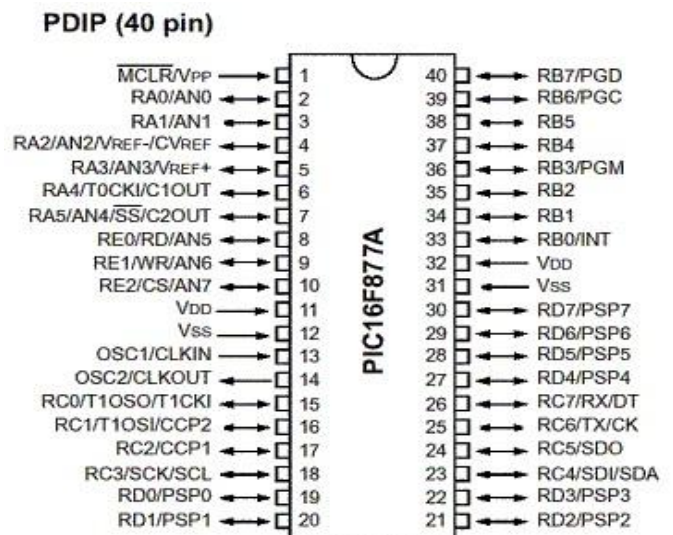 PDIP (40 pin)
MCLR/VPP 1 40 RB7/PGD
RA0/AN0 2 39 RB6/PGC
RA1/AN1 3 38 RB5
RA2/AN2/VREF-/CVREF 4 37 RB4
RA3/AN3/VREF+ 5 36 RB3/PGM
RA4/T0CKI/C1OUT 6 35 RB2
RA5/AN4/SS/C2OUT 7 34 RB1
RE0/RD/AN5 8 33 RB0/INT
RE1/WR/AN6 9 32 VDD
RE2/CS/AN7 10 31 VSS
VDD 11 30 RD7/PSP7
VSS 12 29 RD6/PSP6
OSC1/CLKIN 13 28 RD5/PSP5
OSC2/CLKOUT 14 27 RD4/PSP4
RC0/T1OSO/T1CKI 15 26 RC7/RX/DT
RC1/T1OSI/CCP2 16 25 RC6/TX/CK
RC2/CCP1 17 24 RC5/SDO
RC3/SCK/SCL 18 23 RC4/SDI/SDA
RD0/PSP0 19 22 RD3/PSP3
RD1/PSP1 20 21 RD2/PSP2
PIC16F877A